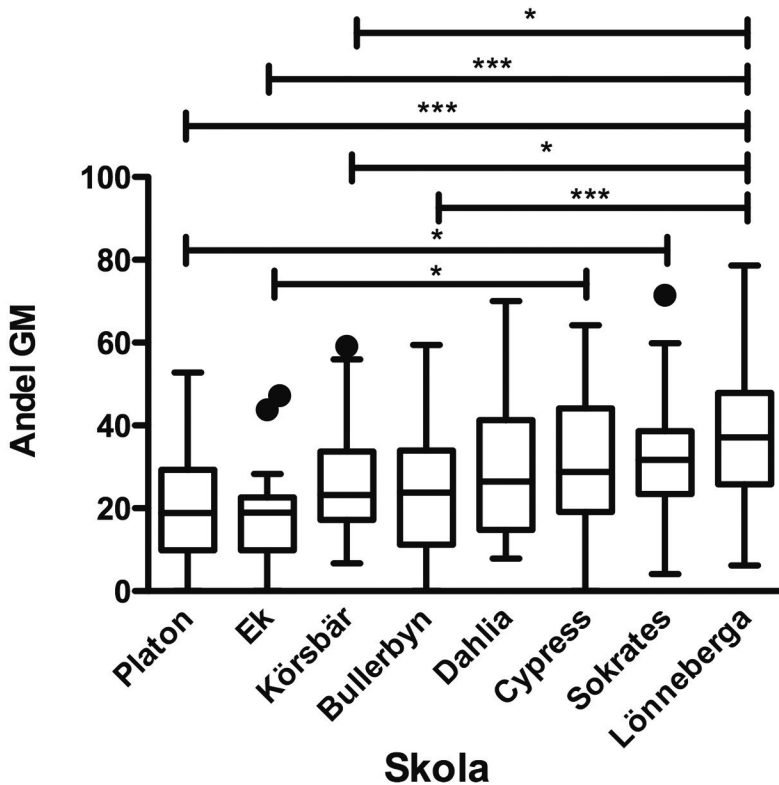 *
***
***
*
***
*
*
100
80
60
40
20
0
Andel GM
Platon
Ek
Körsbär
Bullerbyn
Dahlia
Cypress
Sokrates
Lönneberga
Skola